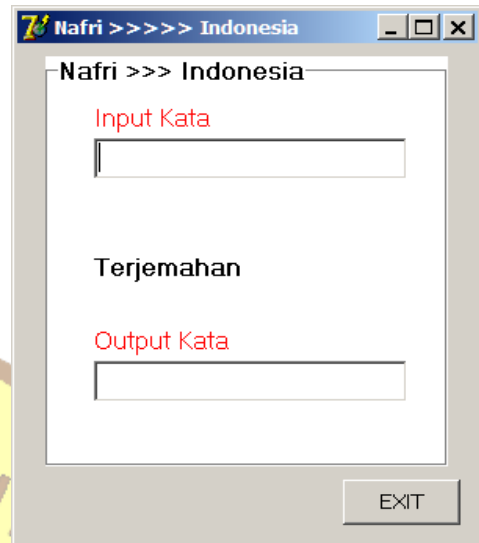 Nafri >>>>> Indonesia
Nafri >>> Indonesia
Input Kata
Terjemahan
Output Kata
EXIT